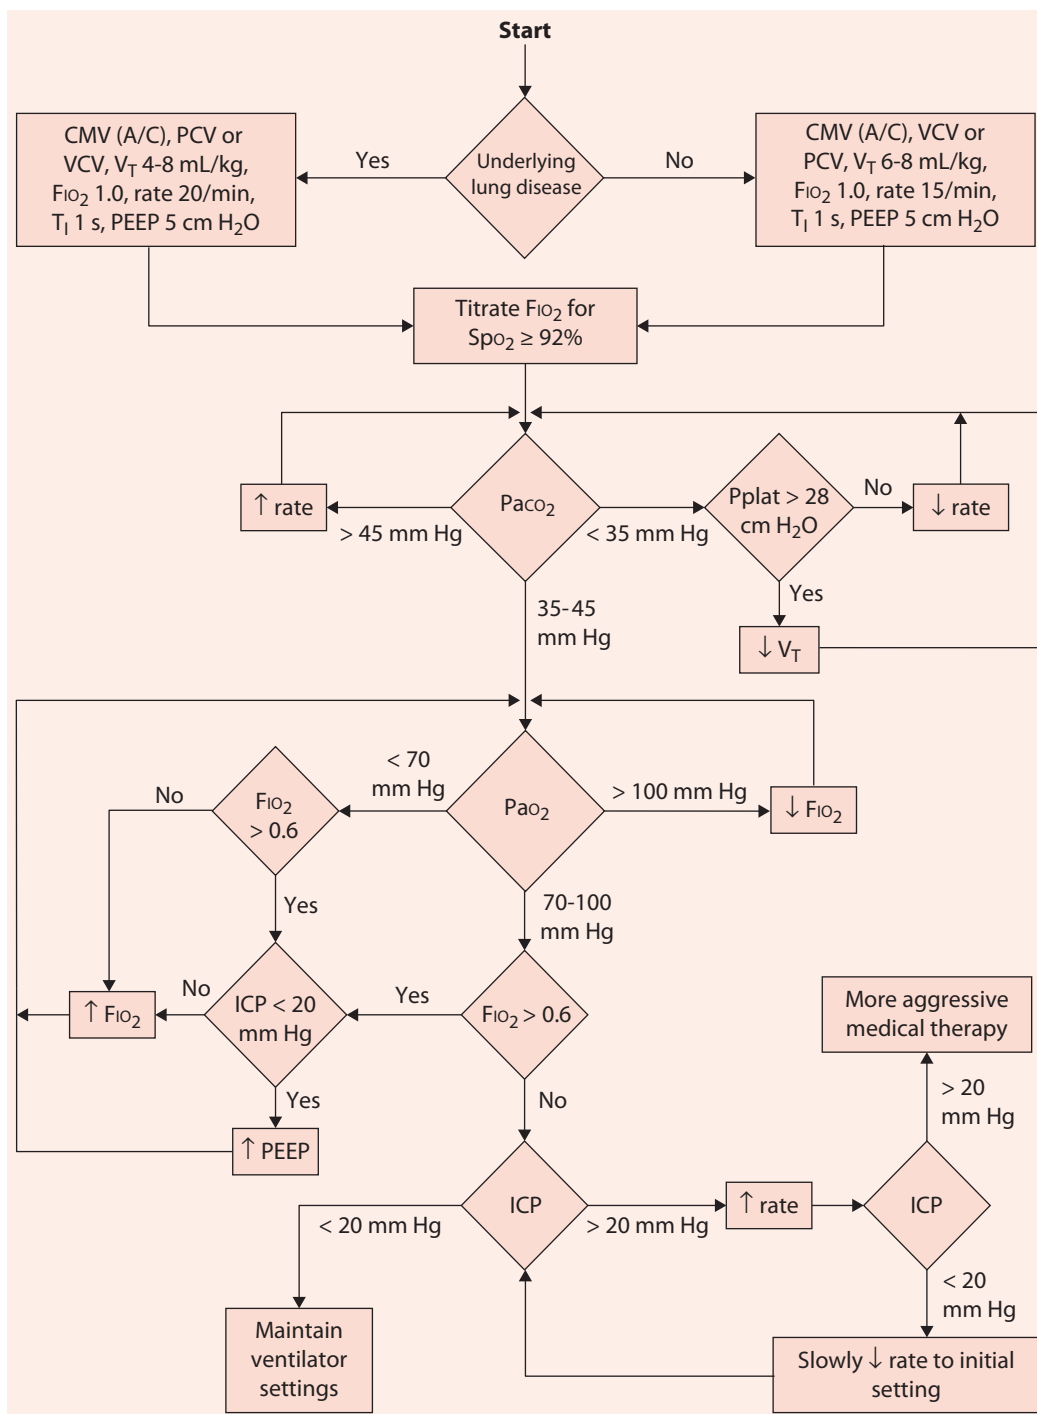 Start
CMV (A/C), PCV or
VCV, VT 4-8 mL/kg,
FIO2 1.0, rate 20/min,
TI 1 s, PEEP 5 cm H2O
Yes
Underlying
lung disease
No
CMV (A/C), VCV or
PCV, VT 6-8 mL/kg,
FIO2 1.0, rate 15/min,
TI 1 s, PEEP 5 cm H2O
Titrate FIO2 for
SpO2 ≥ 92%
↑ rate
> 45 mm Hg
PaCO2
< 35 mm Hg
Pplat > 28
cm H2O
No
↓ rate
Yes
↓ VT
35-45
mm Hg
No
FIO2
> 0.6
< 70
mm Hg
PaO2
> 100 mm Hg
↓ FIO2
Yes
70-100
mm Hg
↑ FIO2
No
ICP < 20
mm Hg
Yes
FIO2 > 0.6
More aggressive
medical therapy
Yes
No
> 20
mm Hg
↑ PEEP
< 20 mm Hg
ICP
> 20 mm Hg
↑ rate
ICP
< 20
mm Hg
Maintain
ventilator
settings
Slowly ↓ rate to initial
setting